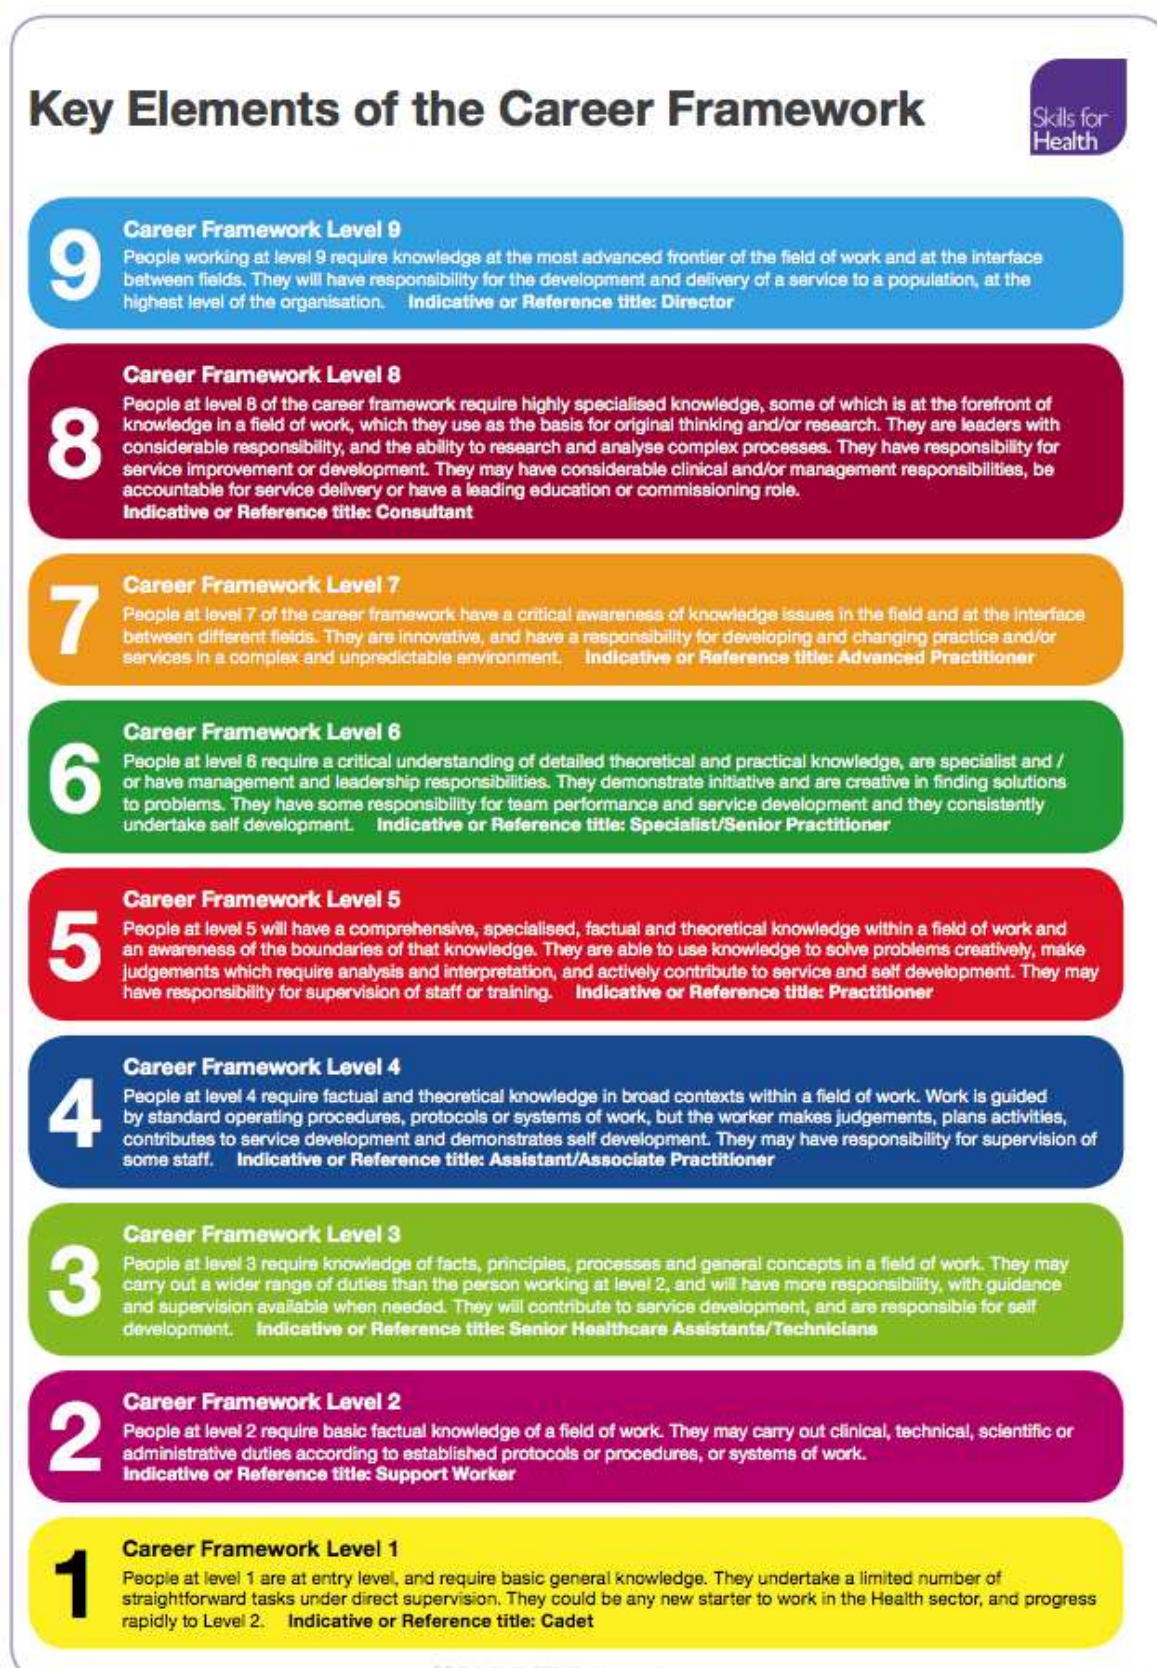 Key Elements of the Career Framework
Skills for
Health
9
Career Framework Level 9
People working at level 9 require knowledge at the most advanced frontier of the field of work and at the interface
between fields. They will have responsibility for the development and delivery of a service to a population, at the
highest level of the organisation. Indicative or Reference title: Director
8
Career Framework Level 8
People at level 8 of the career framework require highly specialised knowledge, some of which is at the forefront of
knowledge in a field of work, which they use as the basis for original thinking and/or research. They are leaders with
considerable responsibility, and the ability to research and analyse complex processes. They have responsibility for
service improvement or development. They may have considerable clinical and/or management responsibilities, be
accountable for service delivery or have a leading education or commissioning role.
Indicative or Reference title: Consultant
7
Career Framework Level 7
People at level 7 of the career framework have a critical awareness of knowledge issues in the field and at the interface
between different fields. They are innovative, and have a responsibility for developing and changing practice and/or
services in a complex and unpredictable environment. Indicative or Reference title: Advanced Practitioner
6
Career Framework Level 6
People at level 6 require a critical understanding of detailed theoretical and practical knowledge, are specialist and /
or have management and leadership responsibilities. They demonstrate initiative and are creative in finding solutions
to problems. They have some responsibility for team performance and service development and they consistently
undertake self development. Indicative or Reference title: Specialist/Senior Practitioner
5
Career Framework Level 5
People at level 5 will have a comprehensive, specialised, factual and theoretical knowledge within a field of work and
an awareness of the boundaries of that knowledge. They are able to use knowledge to solve problems creatively, make
judgements which require analysis and interpretation, and actively contribute to service and self development. They may
have responsibility for supervision of staff or training. Indicative or Reference title: Practitioner
4
Career Framework Level 4
People at level 4 require factual and theoretical knowledge in broad contexts within a field of work. Work is guided
by standard operating procedures, protocols or systems of work, but the worker makes judgements, plans activities,
contributes to service development and demonstrates self development. They may have responsibility for supervision of
some staff. Indicative or Reference title: Assistant/Associate Practitioner
3
Career Framework Level 3
People at level 3 require knowledge of facts, principles, processes and general concepts in a field of work. They may
carry out a wider range of duties than the person working at level 2, and will have more responsibility, with guidance
and supervision available when needed. They will contribute to service development, and are responsible for self
development. Indicative or Reference title: Senior Healthcare Assistants/Technicians
2
Career Framework Level 2
People at level 2 require basic factual knowledge of a field of work. They may carry out clinical, technical, scientific or
administrative duties according to established protocols or procedures, or systems of work.
Indicative or Reference title: Support Worker
1
Career Framework Level 1
People at level 1 are at entry level, and require basic general knowledge. They undertake a limited number of
straightforward tasks under direct supervision. They could be any new starter to work in the Health sector, and progress
rapidly to Level 2. Indicative or Reference title: Cadet